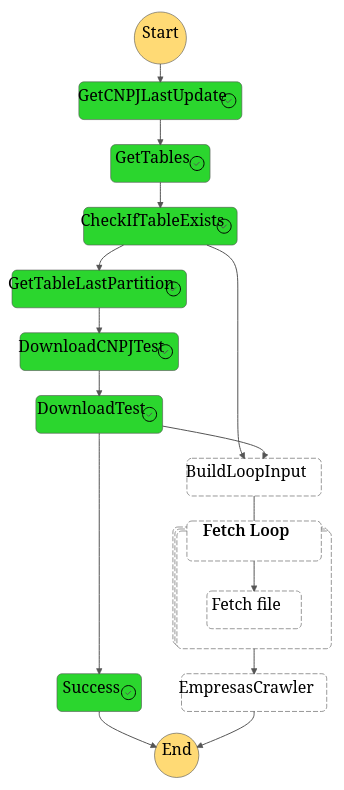 Start
GetCNPJLastUpdate
GetTables
CheckIfTableExists
GetTableLastPartition
DownloadCNPJTest
DownloadTest
BuildLoopInput
Fetch Loop
Fetch file
Success
EmpresasCrawler
End